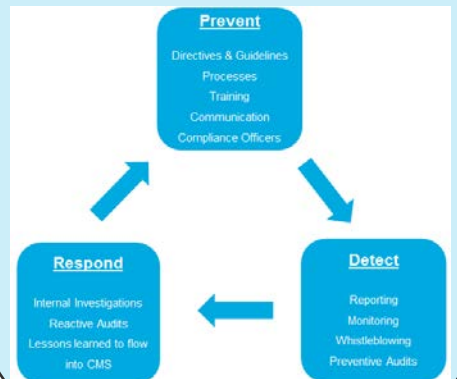 Prevent
Directives & Guidelines
Processes
Training
Communication
Compliance Officers
Respond
Internal Investigations
Reactive Audits
Lessons learned to flow
into CMS
Detect
Reporting
Monitoring
Whistleblowing
Preventive Audits